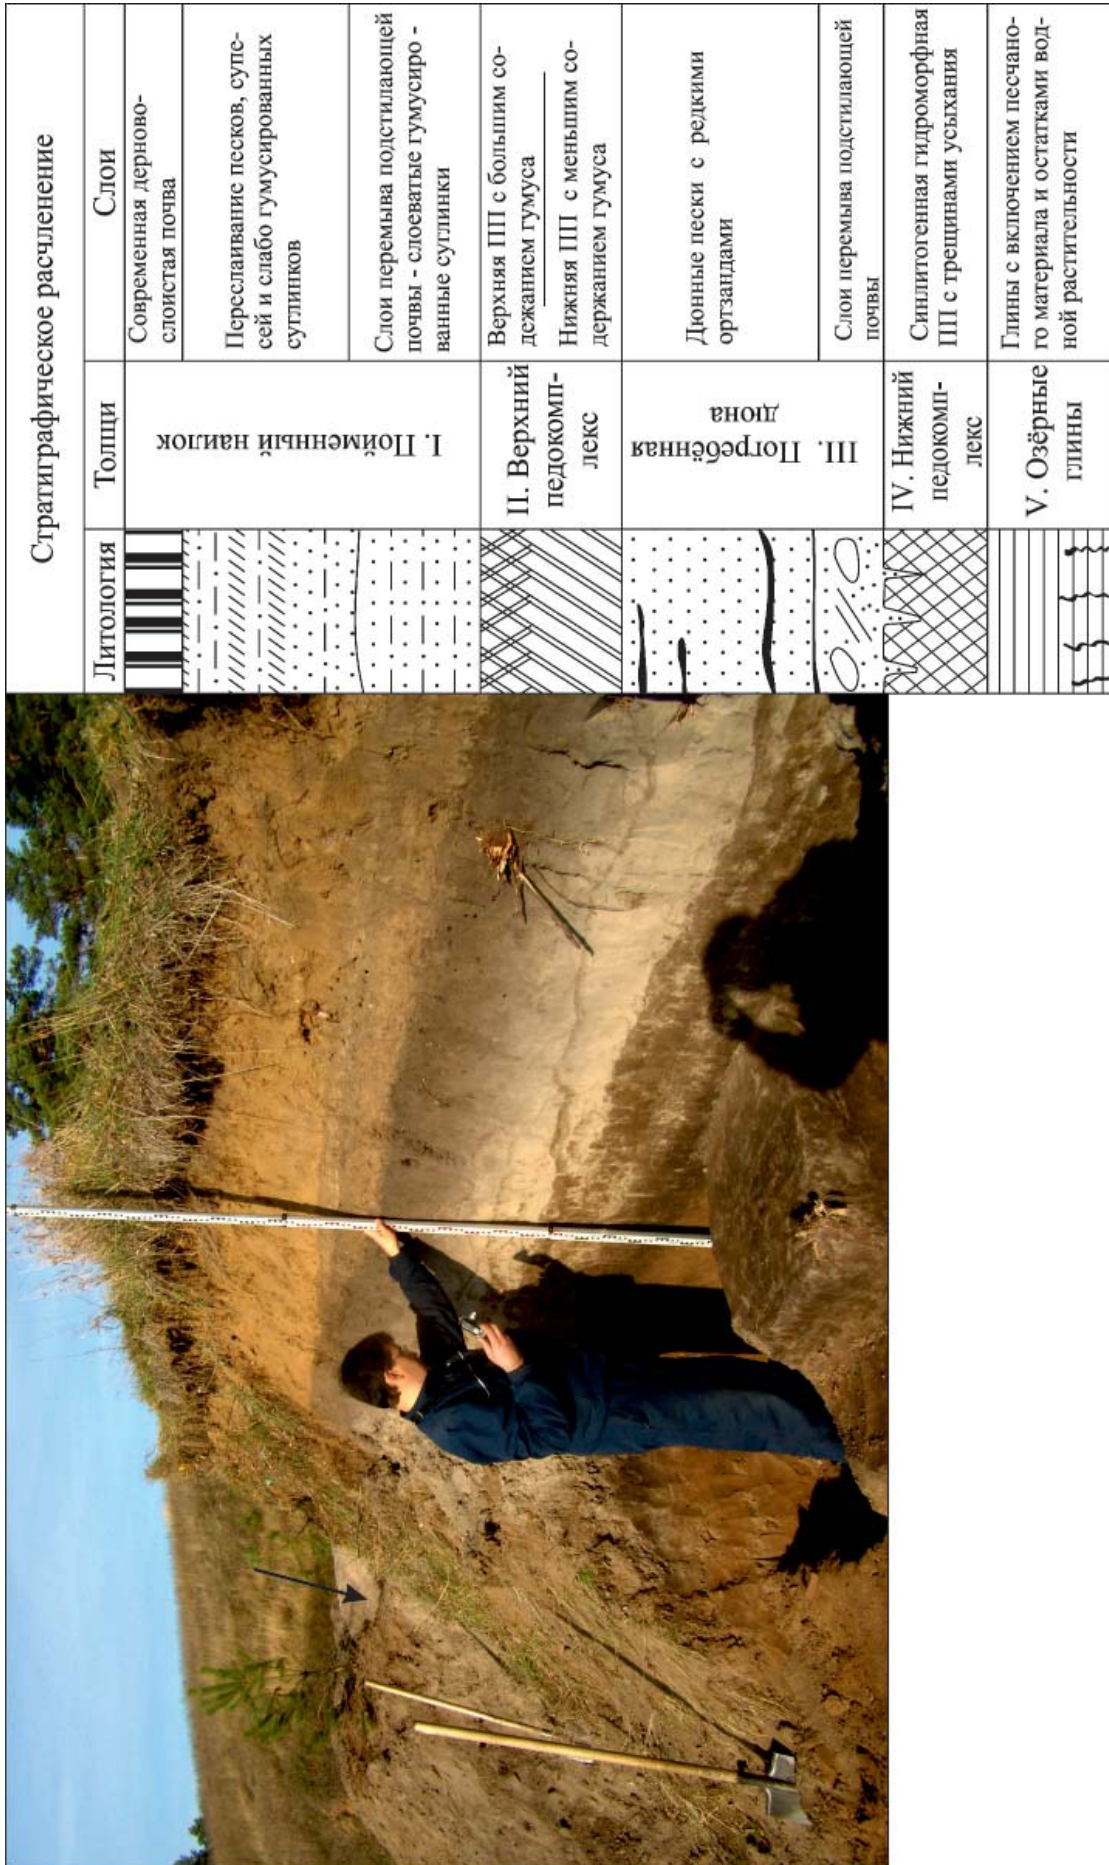 Стратиграфическое расчленение
Литология
Толщи
Слои
I. Пойменный наилок
Современная дерново-
слоистая почва
Переслаивание песков, супе-
сей и слабо гумусированных
суглинков
Слои перемыва подстилающей
почвы - слоеватые гумусиро -
ванные суглинки
II. Верхний
педокомп-
лекс
Верхняя ПП с большим со-
дежанием гумуса
Нижняя ПП с меньшим со-
держанием гумуса
III. Погребённая
дюна
Дюнные пески с редкими
ортзандами
Слои перемыва подстилающей
почвы
IV. Нижний
педокомп-
лекс
Синлитогенная гидроморфная
ПП с трещинами усыхания
V. Озёрные
глины
Глины с включением песчано-
го материала и остатками вод-
ной растительности